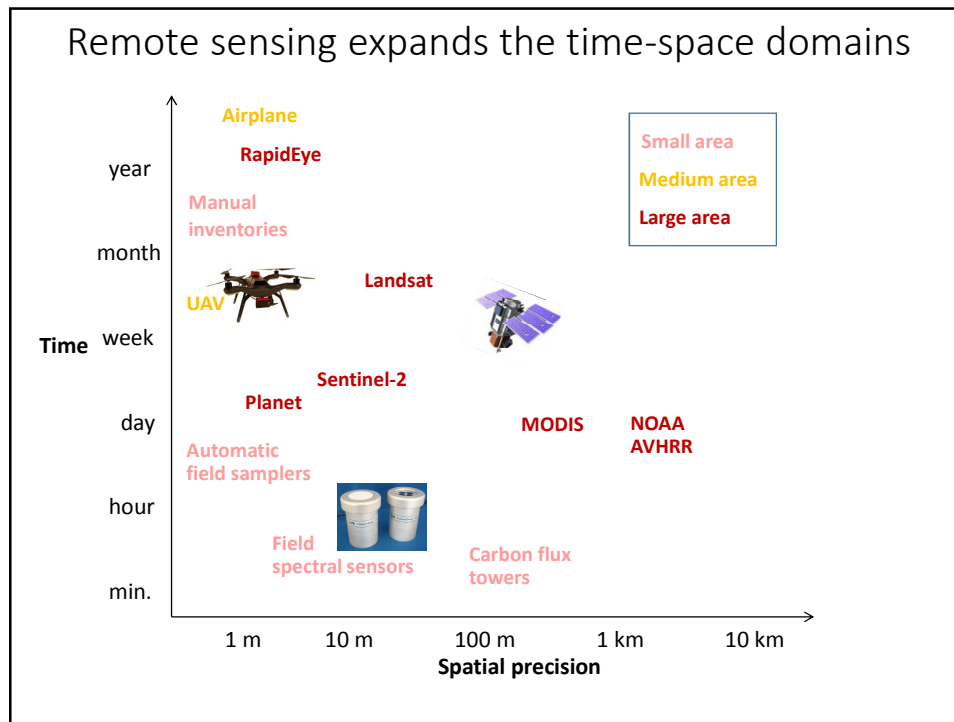 Remote sensing expands the time-space domains
Airplane
RapidEye
Small area
year
Medium area
Manual
inventories
Large area
month
Landsat
UAV
Time
week
Sentinel-2
Planet
day
MODIS
NOAA
AVHRR
Automatic
field samplers
hour
Field
spectral sensors
Carbon flux
towers
min.
1 m
10 m
100 m
1 km
10 km
Spatial precision